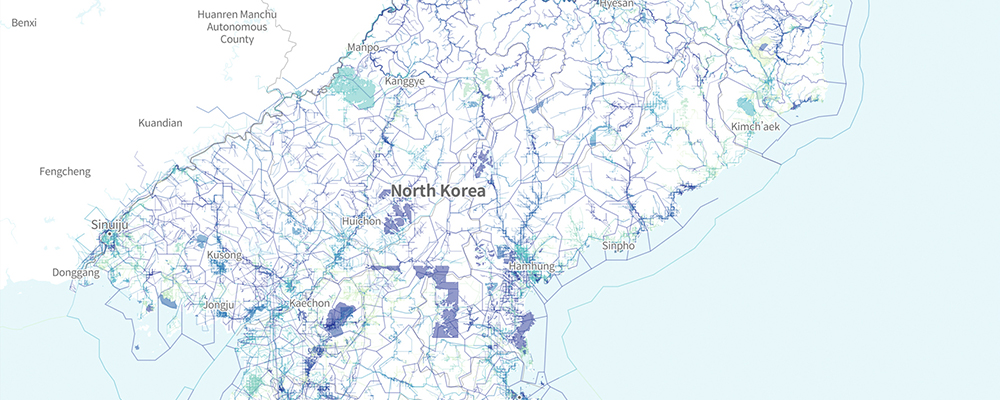 Hyesan
Huanren Manchu
Autonomous
County
Benxi
Manpo
Kanggye
Kuandian
Kimch'aek
Fengcheng
North Korea
Huichon
Sinuiju
Sinpho
Kusong
Hamhung
Donggang
Jongju
Kaechon